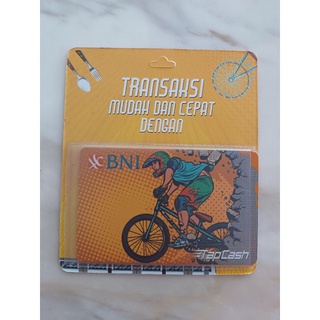 TRANSAKSI
MUDAH DAN CEPAT
DENGAN
BNI
TapCash